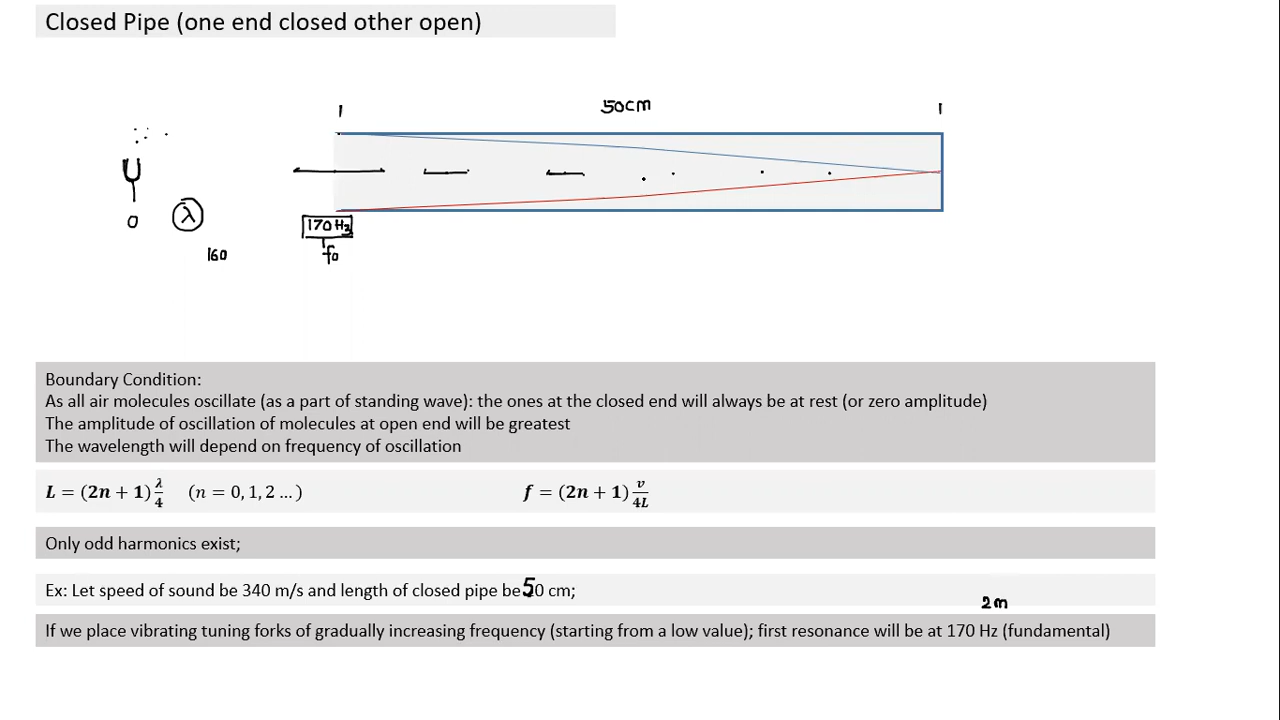 Closed Pipe (one end closed other open)
50cm
λ
160
170 Hz
f0
Boundary Condition:
As all air molecules oscillate (as a part of standing wave): the ones at the closed end will always be at rest (or zero amplitude)
The amplitude of oscillation of molecules at open end will be greatest
The wavelength will depend on frequency of oscillation
L = (2n + 1) λ/4 (n = 0, 1, 2 ...) f = (2n + 1) v/4L
Only odd harmonics exist;
Ex: Let speed of sound be 340 m/s and length of closed pipe be 50 cm;
2m
If we place vibrating tuning forks of gradually increasing frequency (starting from a low value); first resonance will be at 170 Hz (fundamental)